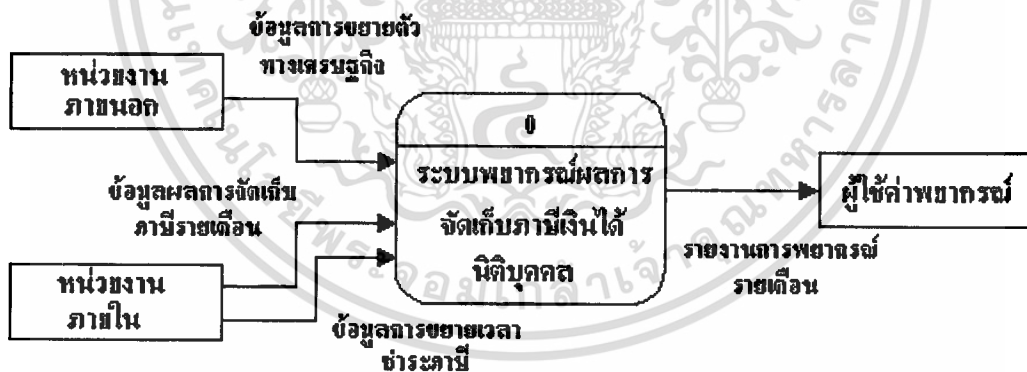 ข้อมูลการขยายตัว
ทางเศรษฐกิจ
หน่วยงาน
ภายนอก
0
ระบบพยากรณ์ผลการ
จัดเก็บภาษีเงินได้
นิติบุคคล
ข้อมูลผลการจัดเก็บ
ภาษีรายเดือน
ผู้ใช้ค่าพยากรณ์
รายงานการพยากรณ์
รายเดือน
หน่วยงาน
ภายใน
ข้อมูลการขยายเวลา
ชำระภาษี